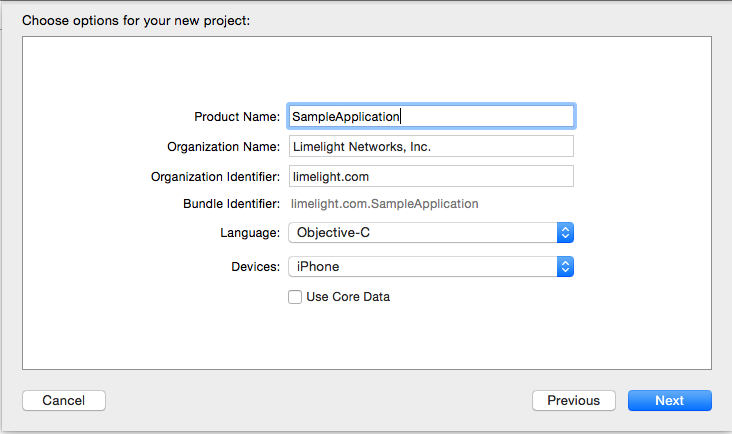 Choose options for your new project:
Product Name: SampleApplication
Organization Name: Limelight Networks, Inc.
Organization Identifier: limelight.com
Bundle Identifier: limelight.com.SampleApplication
Language: Objective-C
Devices: iPhone
Use Core Data
Cancel Previous Next